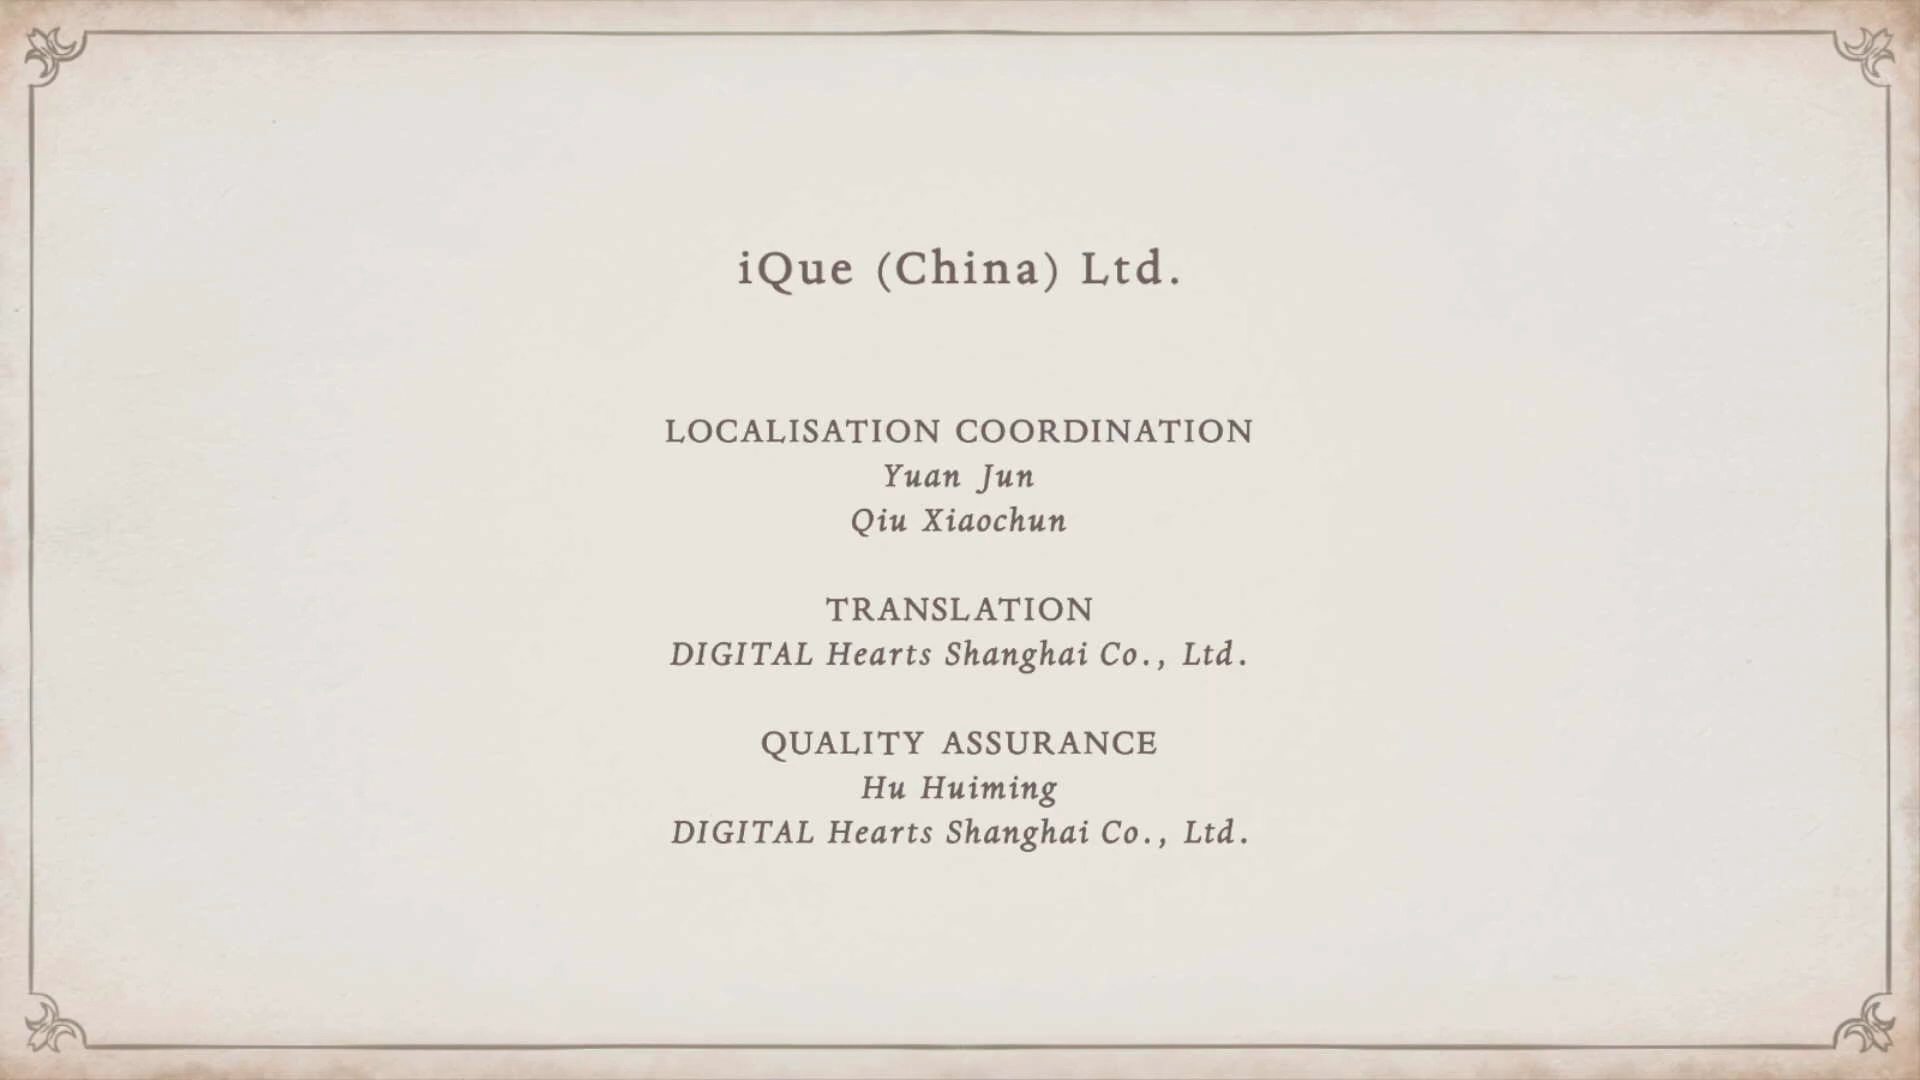 iQue (China) Ltd.
LOCALISATION COORDINATION
Yuan Jun
Qiu Xiaochun
TRANSLATION
DIGITAL Hearts Shanghai Co., Ltd.
QUALITY ASSURANCE
Hu Huiming
DIGITAL Hearts Shanghai Co., Ltd.